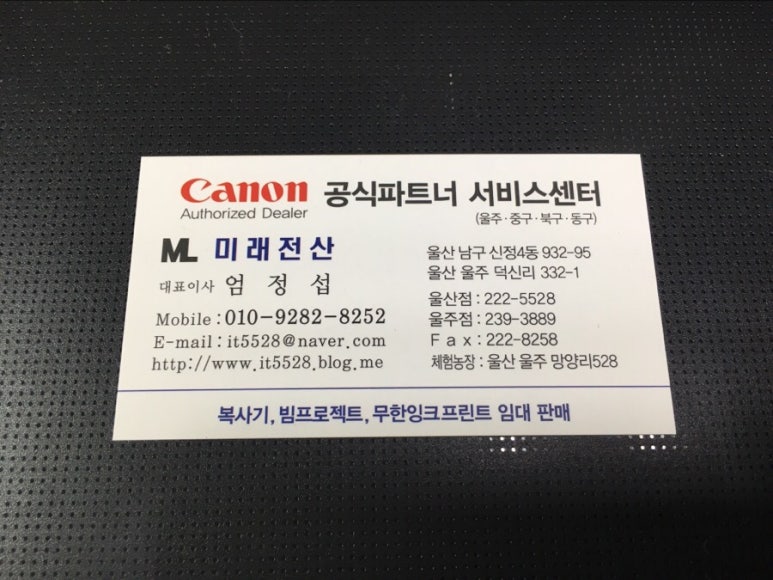 Canon 공식파트너 서비스센터
Authorized Dealer
(울주·중구·북구·동구)
ML 미래전산
대표이사 엄정섭
Mobile : 010-9282-8252
E-mail : it5528@naver.com
http://www.it5528.blog.me
울산 남구 신정4동 932-95
울산 울주 덕신리 332-1
울산점 : 222-5528
울주점 : 239-3889
Fax : 222-8258
체험농장 : 울산 울주 망양리528
복사기, 빔프로젝트, 무한잉크프린트 임대 판매